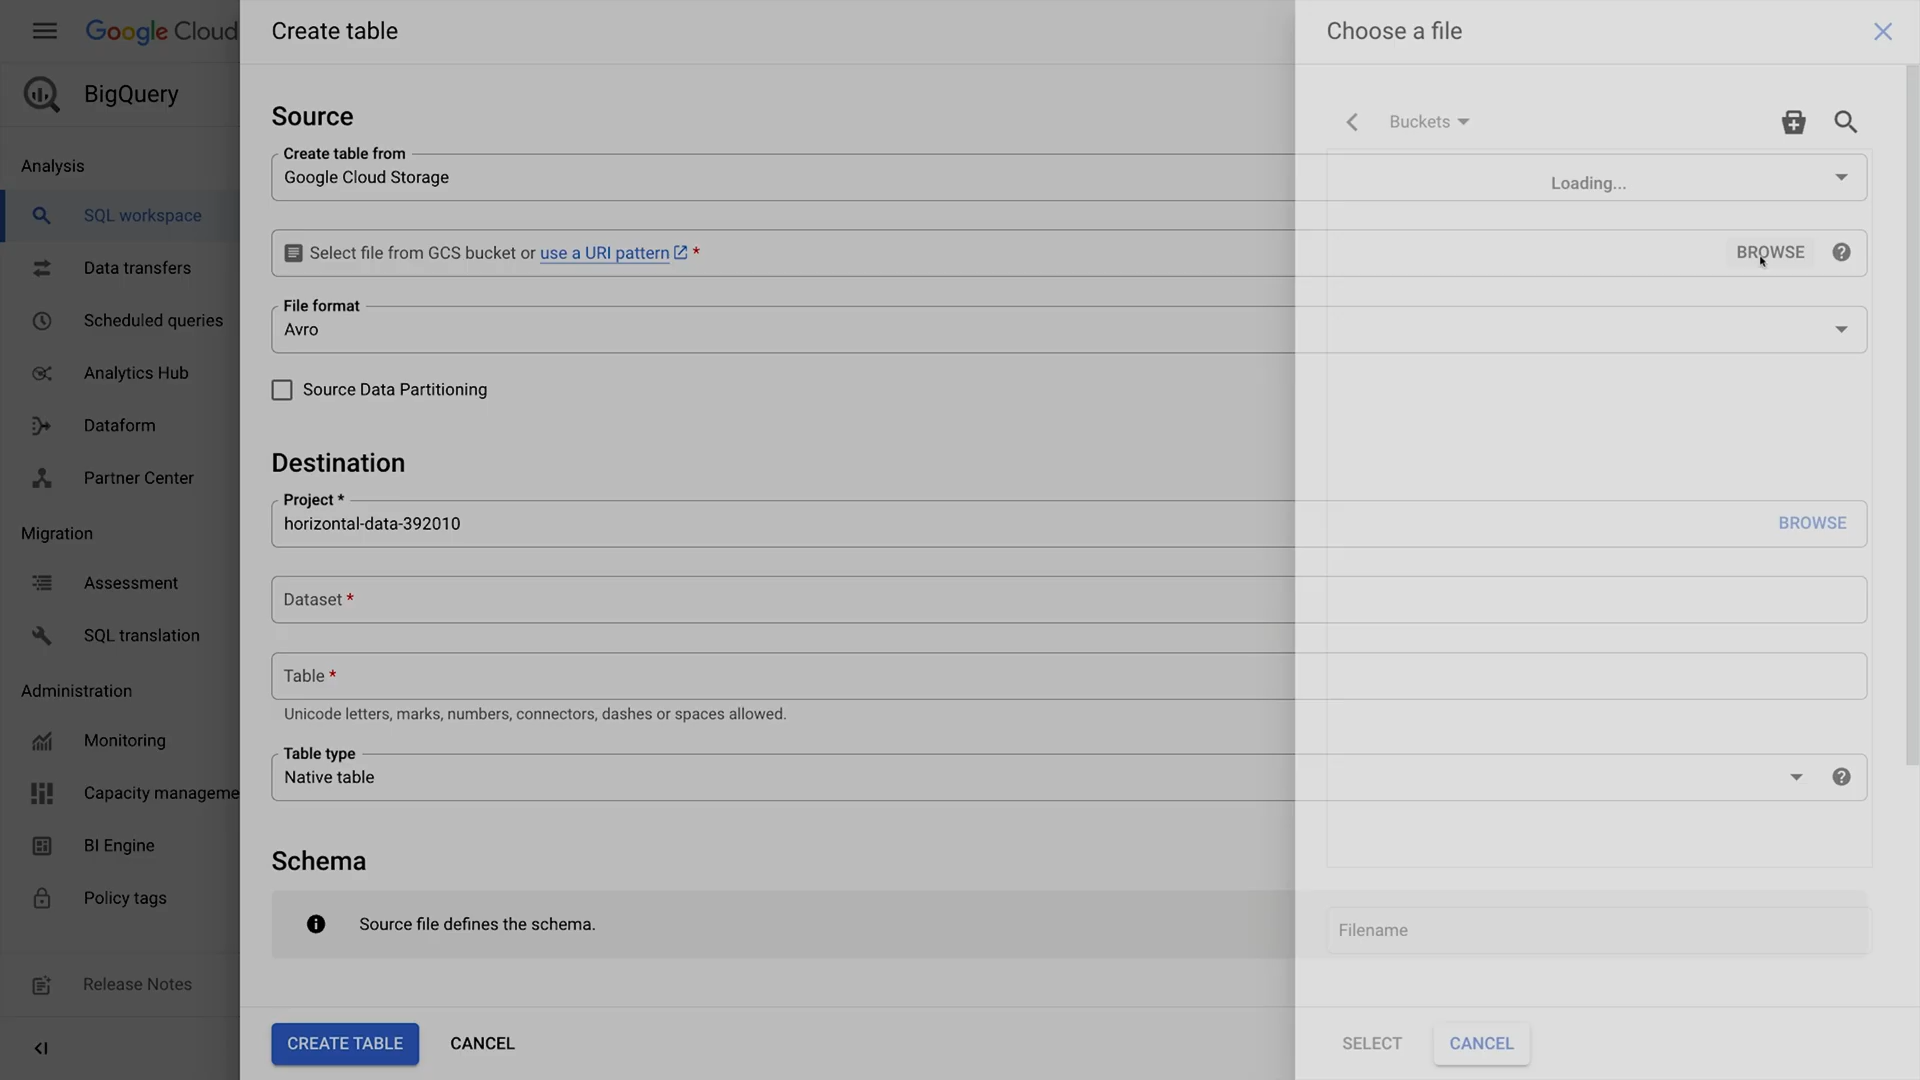 Google Cloud
BigQuery
Analysis
SQL workspace
Data transfers
Scheduled queries
Analytics Hub
Dataform
Partner Center
Migration
Assessment
SQL translation
Administration
Monitoring
Capacity manageme
BI Engine
Policy tags
Release Notes
Create table
Source
Create table from
Google Cloud Storage
Select file from GCS bucket or use a URI pattern *
BROWSE
File format
Avro
Source Data Partitioning
Destination
Project *
horizontal-data-392010
BROWSE
Dataset *
Table *
Unicode letters, marks, numbers, connectors, dashes or spaces allowed.
Table type
Native table
Schema
Source file defines the schema.
CREATE TABLE
CANCEL
Choose a file
Buckets
Loading...
Filename
SELECT
CANCEL